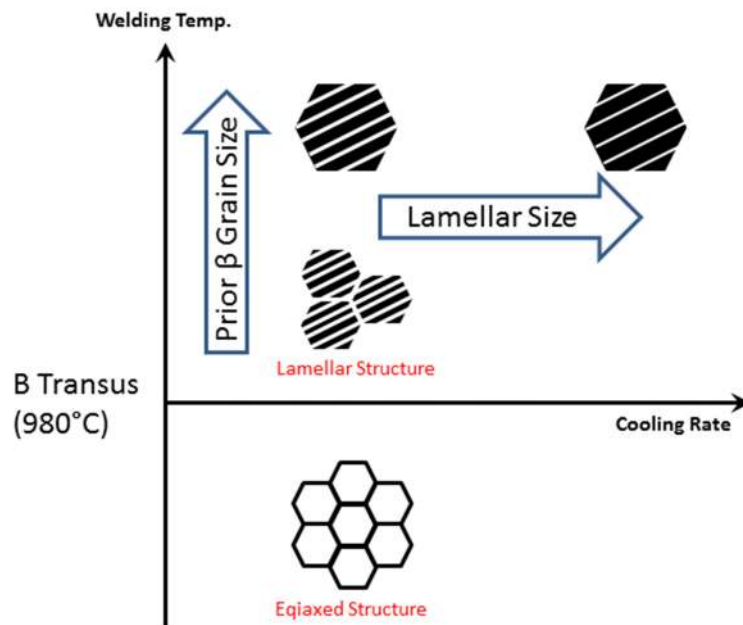 Welding Temp.
Prior β Grain Size
Lamellar Size
Lamellar Structure
B Transus
(980°C)
Cooling Rate
Eqiaxed Structure